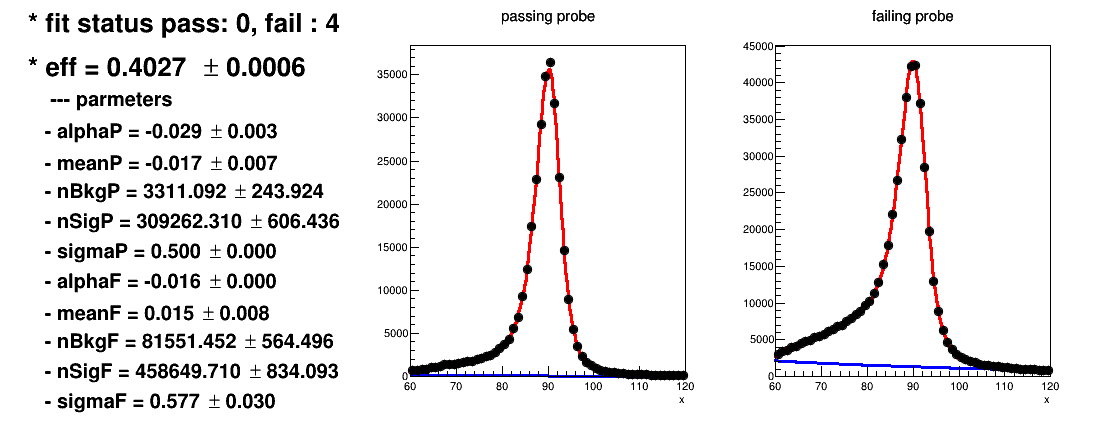 * fit status pass: 0, fail : 4
* eff = 0.4027 ± 0.0006
--- parmeters
- alphaP = -0.029 ± 0.003
- meanP = -0.017 ± 0.007
- nBkgP = 3311.092 ± 243.924
- nSigP = 309262.310 ± 606.436
- sigmaP = 0.500 ± 0.000
- alphaF = -0.016 ± 0.000
- meanF = 0.015 ± 0.008
- nBkgF = 81551.452 ± 564.496
- nSigF = 458649.710 ± 834.093
- sigmaF = 0.577 ± 0.030
passing probe
35000
30000
25000
20000
15000
10000
5000
0
60 70 80 90 100 110 120
x
failing probe
45000
40000
35000
30000
25000
20000
15000
10000
5000
0
60 70 80 90 100 110 120
x